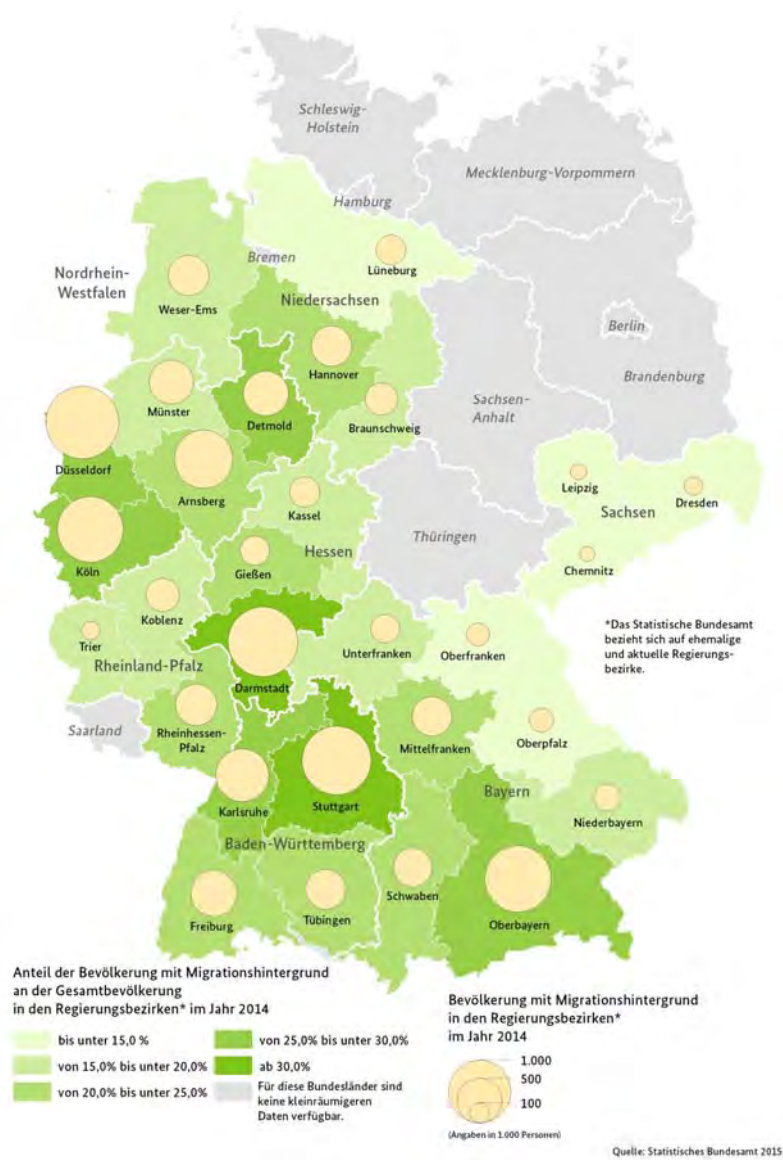 Schleswig-
Holstein
Mecklenburg-Vorpommern
Hamburg
Bremen
Lüneburg
Nordrhein-
Westfalen
Weser-Ems
Niedersachsen
Berlin
Hannover
Brandenburg
Münster
Detmold
Braunschweig
Sachsen-
Anhalt
Düsseldorf
Arnsberg
Kassel
Leipzig
Dresden
Sachsen
Köln
Gießen
Hessen
Thüringen
Chemnitz
Koblenz
Trier
Unterfranken
Oberfranken
*Das Statistische Bundesamt
bezieht sich auf ehemalige
und aktuelle Regierungs-
bezirke.
Rheinland-Pfalz
Darmstadt
Saarland
Rheinhessen-
Pfalz
Mittelfranken
Oberpfalz
Karlsruhe
Stuttgart
Bayern
Niederbayern
Baden-Württemberg
Freiburg
Tübingen
Schwaben
Oberbayern
Anteil der Bevölkerung mit Migrationshintergrund
an der Gesamtbevölkerung
in den Regierungsbezirken* im Jahr 2014
bis unter 15,0 %
von 15,0% bis unter 20,0%
von 20,0% bis unter 25,0%
von 25,0% bis unter 30,0%
ab 30,0%
Für diese Bundesländer sind
keine kleinräumigeren
Daten verfügbar.
Bevölkerung mit Migrationshintergrund
in den Regierungsbezirken*
im Jahr 2014
1.000
500
100
(Angaben in 1.000 Personen)
Quelle: Statistisches Bundesamt 2015